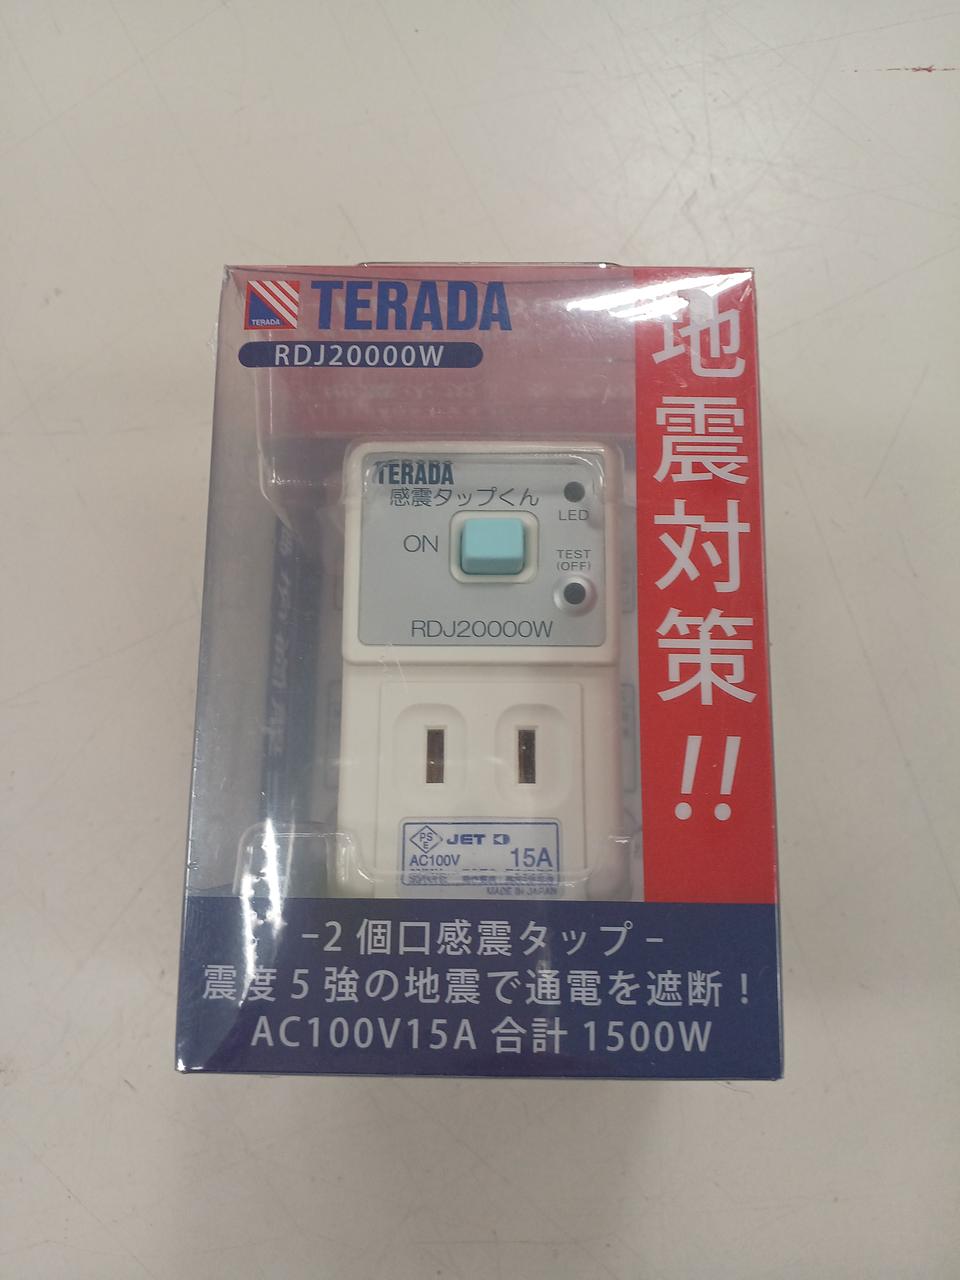 TERADA
TERADA
RDJ20000W
地震対策!!
TERADA
感震タップくん
LED
ON
TEST
(OFF)
RDJ20000W
PS
E
JET
AC100V
15A
MADE IN JAPAN
-2個口感震タップ-
震度5強の地震で通電を遮断!
AC100V15A 合計 1500W